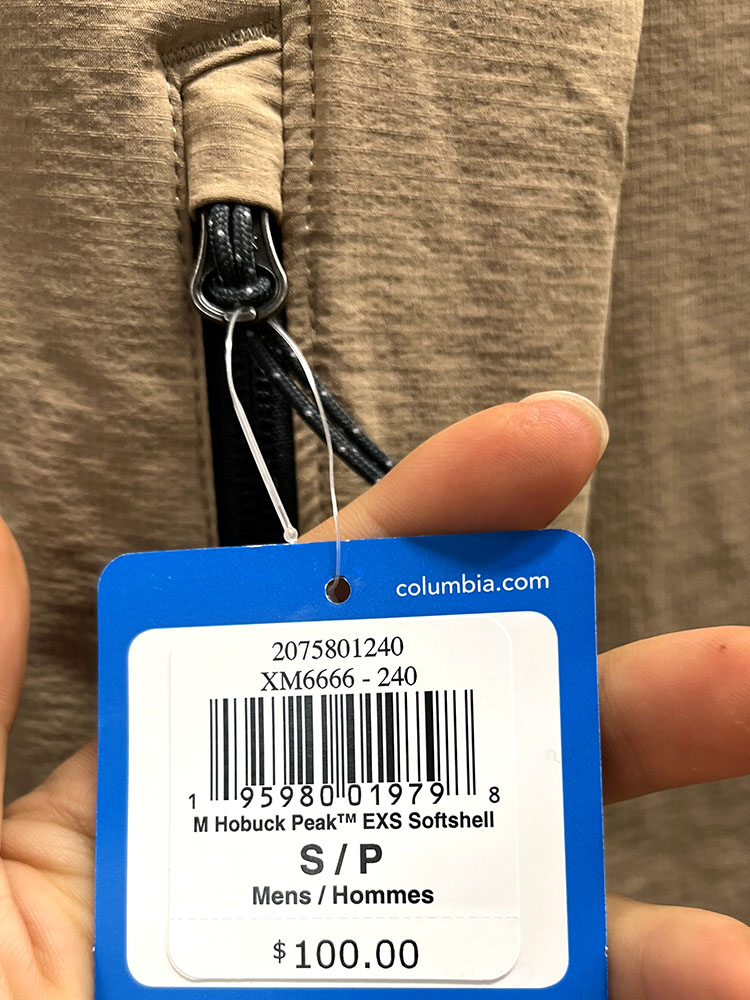 columbia.com
2075801240
XM6666 - 240
1 95980 01979 8
M Hobuck Peak™ EXS Softshell
S / P
Mens / Hommes
$100.00